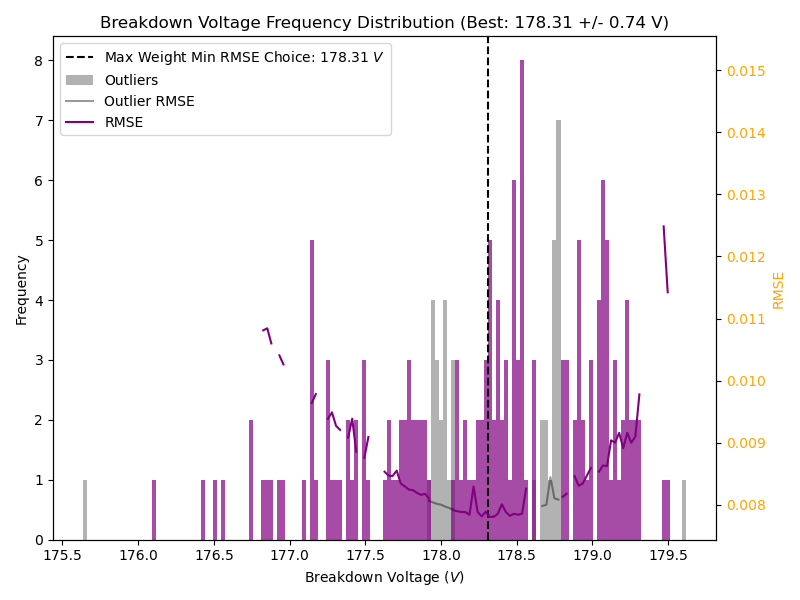 Breakdown Voltage Frequency Distribution (Best: 178.31 +/- 0.74 V)
Max Weight Min RMSE Choice: 178.31 V
Outliers
Outlier RMSE
RMSE
Frequency
8
7
6
5
4
3
2
1
0
0.015
0.014
0.013
0.012
0.011
0.010
0.009
0.008
RMSE
175.5 176.0 176.5 177.0 177.5 178.0 178.5 179.0 179.5
Breakdown Voltage (V)